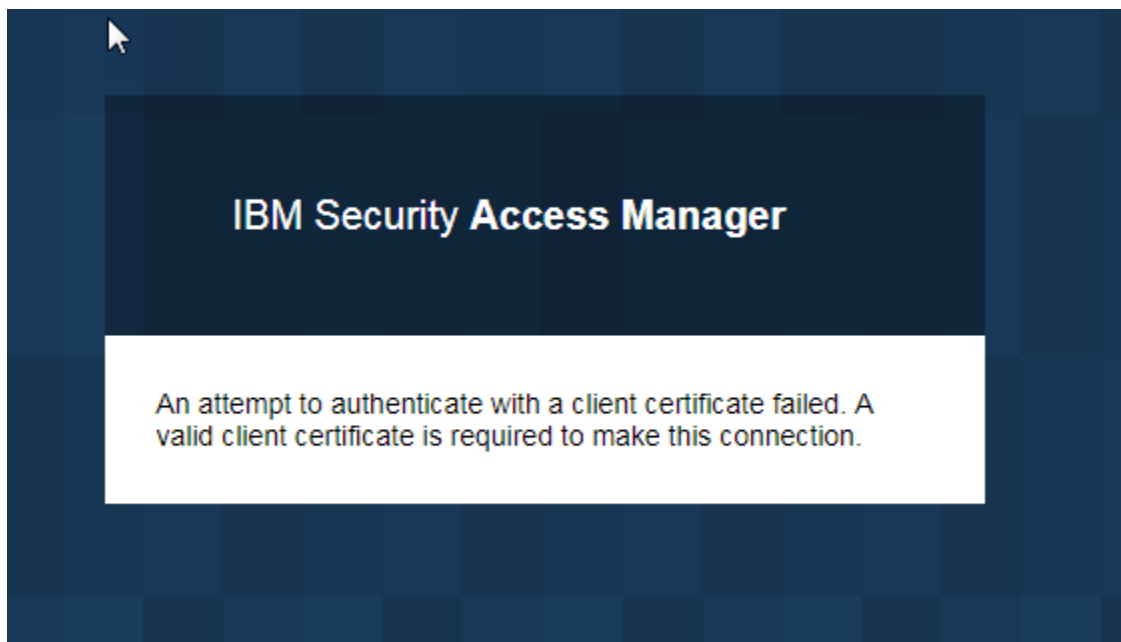 IBM Security Access Manager
An attempt to authenticate with a client certificate failed. A
valid client certificate is required to make this connection.